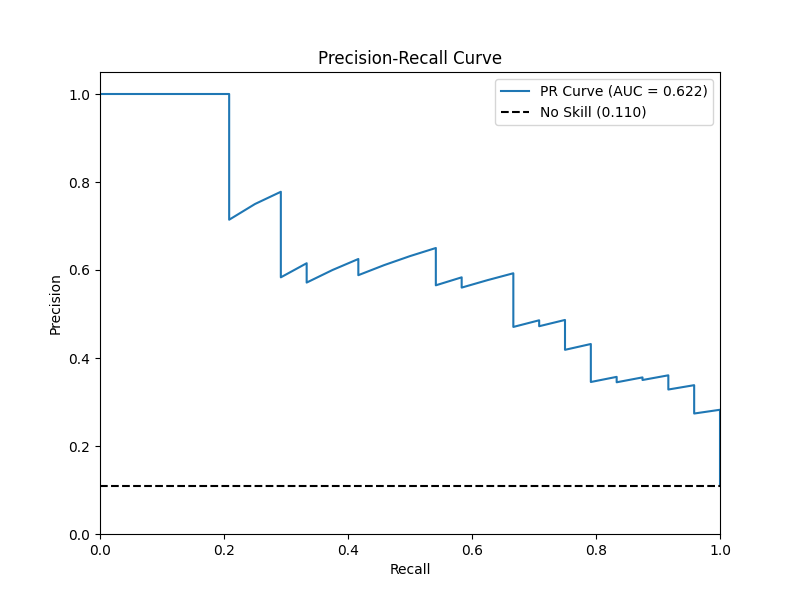 Precision-Recall Curve
PR Curve (AUC = 0.622)
No Skill (0.110)
Precision
1.0
0.8
0.6
0.4
0.2
0.0
0.0 0.2 0.4 0.6 0.8 1.0
Recall